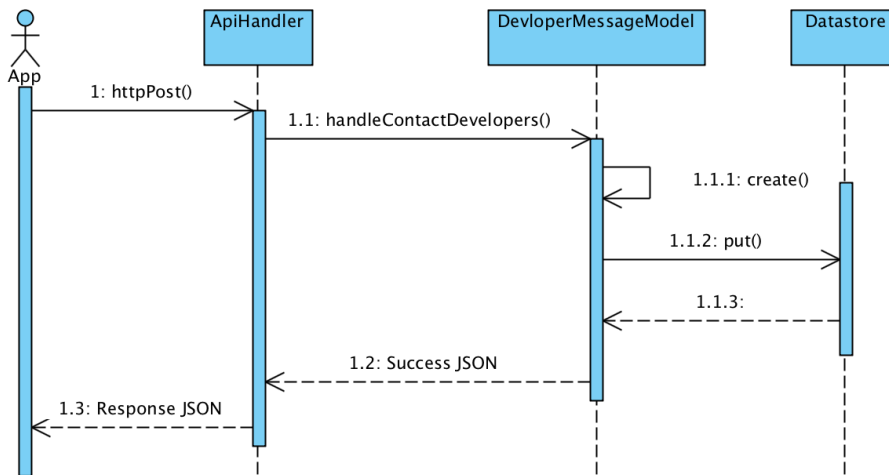 ApiHandler
DevloperMessageModel
Datastore
App
1: httpPost()
1.1: handleContactDevelopers()
1.1.1: create()
1.1.2: put()
1.1.3:
1.2: Success JSON
1.3: Response JSON